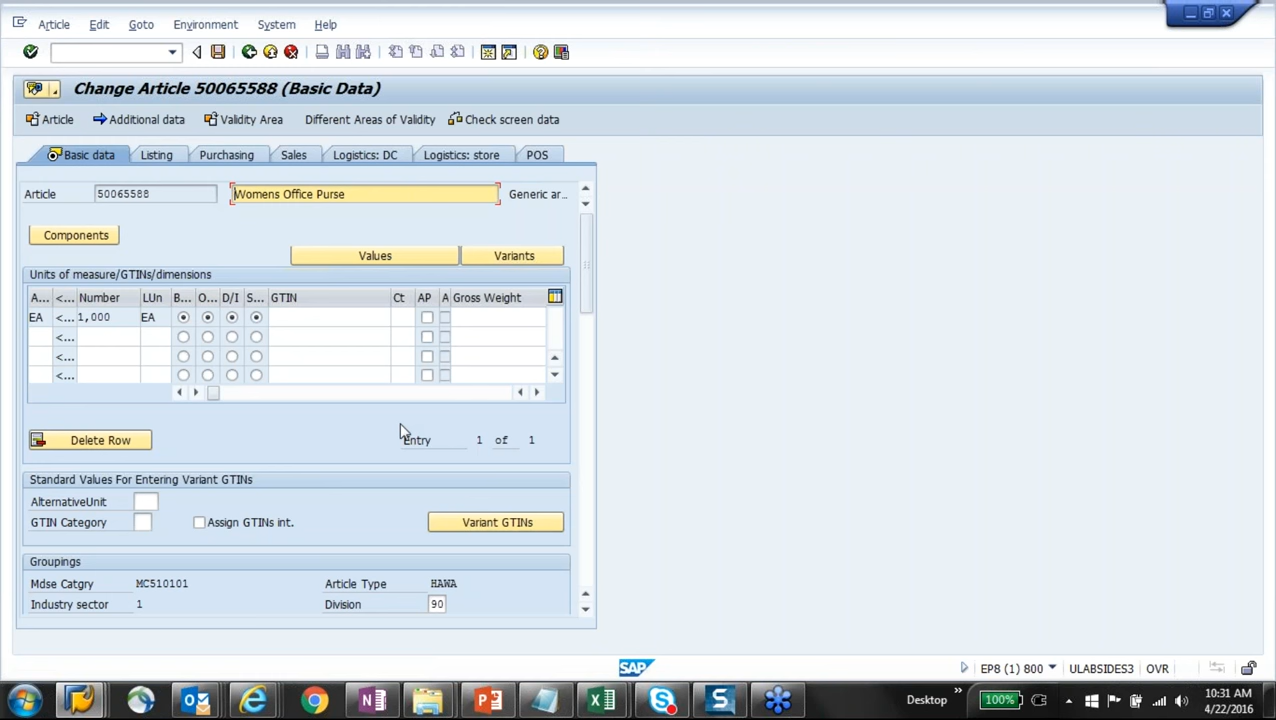 Article Edit Goto Environment System Help
Change Article 50065588 (Basic Data)
Article Additional data Validity Area Different Areas of Validity Check screen data
Basic data Listing Purchasing Sales Logistics: DC Logistics: store POS
Article 50065588 Womens Office Purse Generic ar...
Components
Values Variants
Units of measure/GTINs/dimensions
A... <... Number LUn B... O... D/I S... GTIN Ct AP A Gross Weight
EA <... 1,000 EA
<...
<...
<...
Delete Row Entry 1 of 1
Standard Values For Entering Variant GTINs
AlternativeUnit
GTIN Category Assign GTINs int. Variant GTINs
Groupings
Mdse Catgry MC510101 Article Type HAWA
Industry sector 1 Division 90
SAP EP8 (1) 800 ULABSIDES3 OVR
Desktop » 100% 10:31 AM
4/22/2016